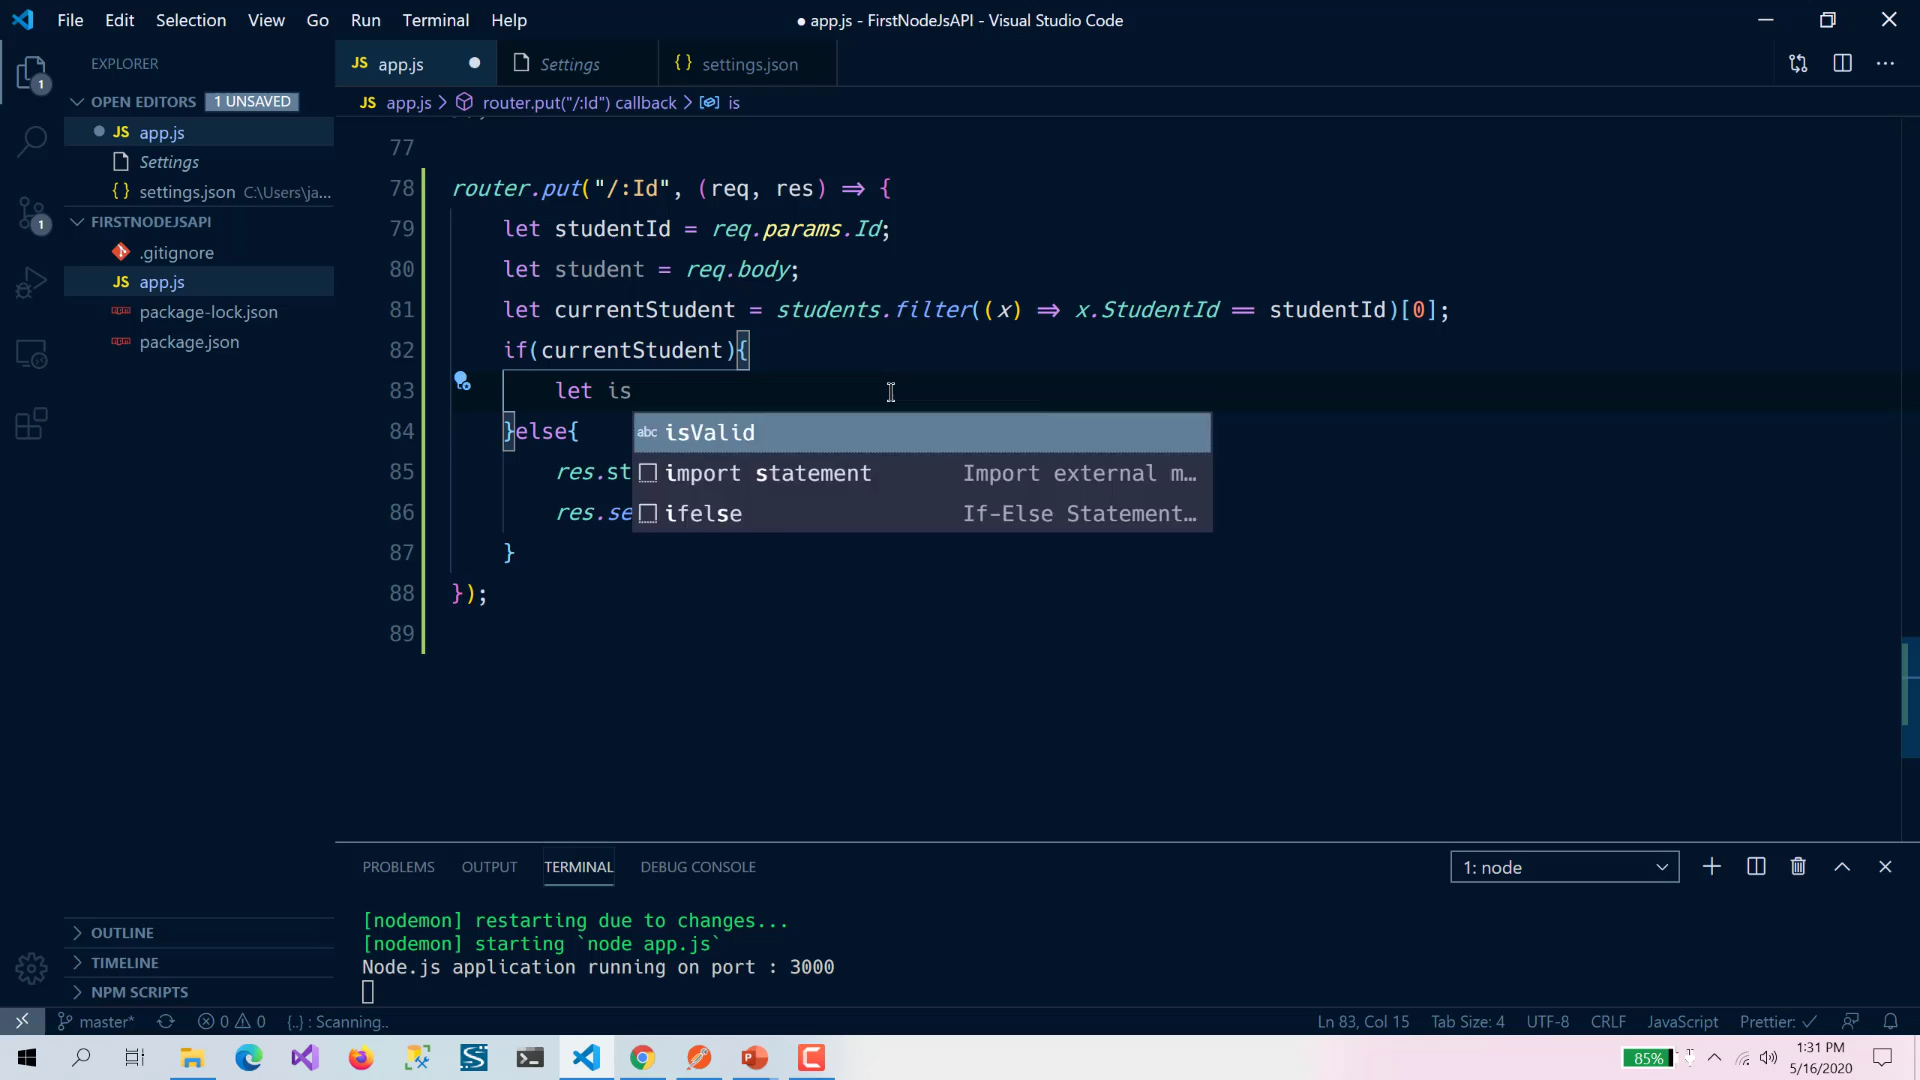 File Edit Selection View Go Run Terminal Help
● app.js - FirstNodeJsAPI - Visual Studio Code
EXPLORER
OPEN EDITORS 1 UNSAVED
JS app.js
Settings
{} settings.json C:\Users\ja...
FIRSTNODEJSAPI
.gitignore
JS app.js
package-lock.json
package.json
OUTLINE
TIMELINE
NPM SCRIPTS
JS app.js
Settings
{} settings.json
JS app.js > router.put("/:Id") callback > is
77
78 router.put("/:Id", (req, res) => {
79 let studentId = req.params.Id;
80 let student = req.body;
81 let currentStudent = students.filter((x) => x.StudentId == studentId)[0];
82 if(currentStudent){
83 let is
84 }else{
85 res.st
86 res.se
87 }
88 });
89
abc isValid
import statement Import external m...
ifelse If-Else Statement...
PROBLEMS OUTPUT TERMINAL DEBUG CONSOLE
1: node
[nodemon] restarting due to changes...
[nodemon] starting `node app.js`
Node.js application running on port : 3000
master* 0 0 {..} : Scanning..
Ln 83, Col 15 Tab Size: 4 UTF-8 CRLF JavaScript Prettier: ✓
85%
1:31 PM
5/16/2020